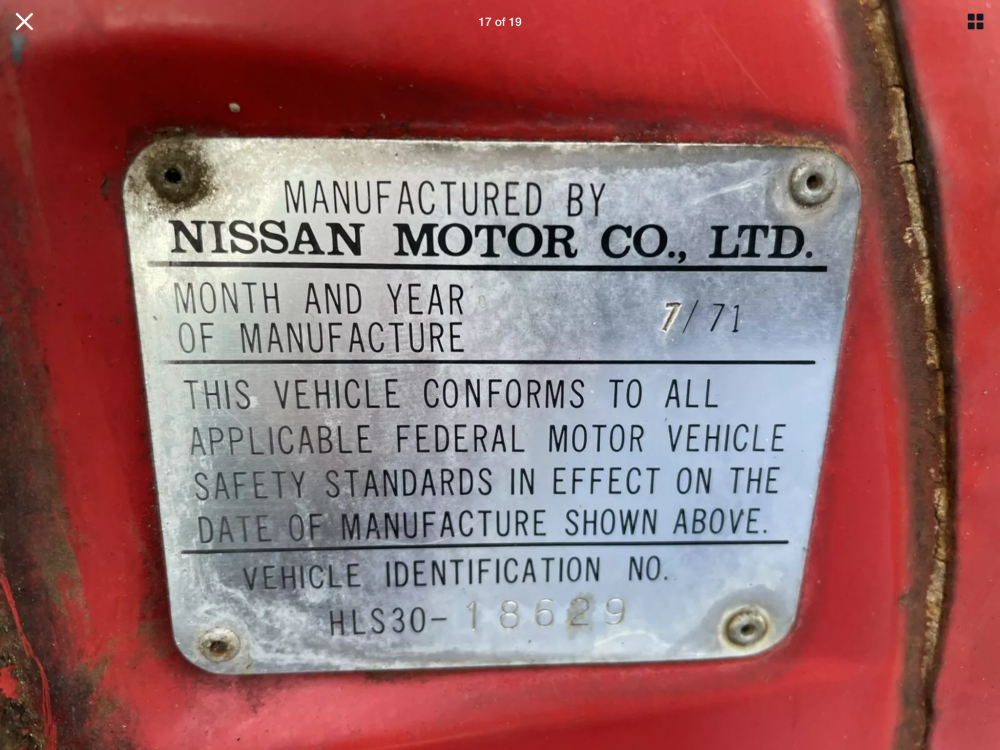 17 of 19
MANUFACTURED BY
NISSAN MOTOR CO., LTD.
MONTH AND YEAR
OF MANUFACTURE
7/71
THIS VEHICLE CONFORMS TO ALL
APPLICABLE FEDERAL MOTOR VEHICLE
SAFETY STANDARDS IN EFFECT ON THE
DATE OF MANUFACTURE SHOWN ABOVE.
VEHICLE IDENTIFICATION NO.
HLS30-18629